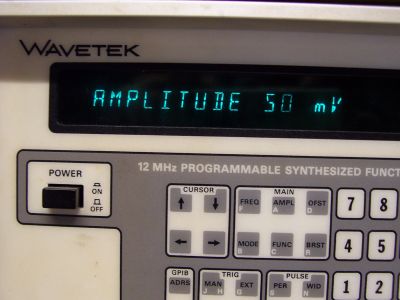 WAVETEK
AMPLITUDE 50 mV
12 MHz PROGRAMMABLE SYNTHESIZED FUNCT
POWER
ON
OFF
CURSOR
MAIN
FREQ AMPL OFST
F A D
7 8
MODE FUNC BRST
B C R
4 5
GPIB TRIG PULSE
ADRS MAN EXT PER WID
J H G S N
1 2